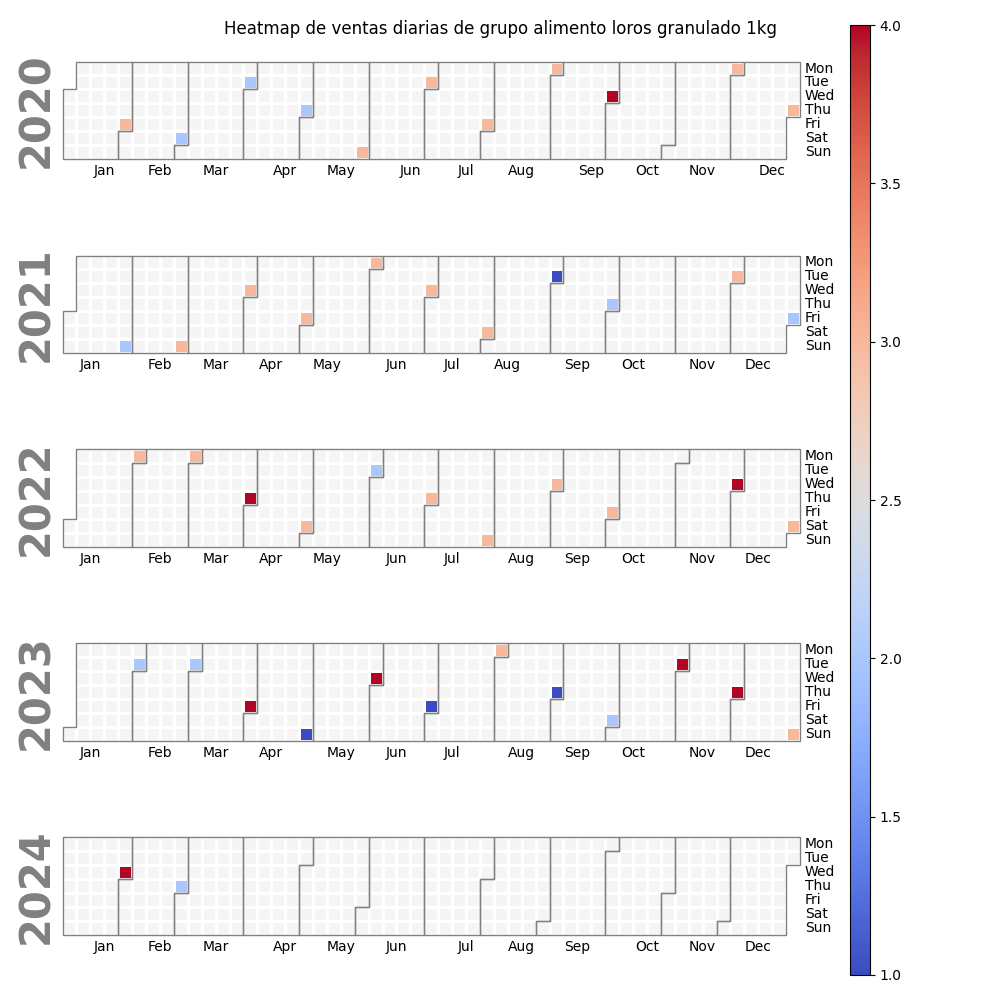 Heatmap de ventas diarias de grupo alimento loros granulado 1kg
2020
Mon
Tue
Wed
Thu
Fri
Sat
Sun
Jan Feb Mar Apr May Jun Jul Aug Sep Oct Nov Dec
2021
Mon
Tue
Wed
Thu
Fri
Sat
Sun
Jan Feb Mar Apr May Jun Jul Aug Sep Oct Nov Dec
2022
Mon
Tue
Wed
Thu
Fri
Sat
Sun
Jan Feb Mar Apr May Jun Jul Aug Sep Oct Nov Dec
2023
Mon
Tue
Wed
Thu
Fri
Sat
Sun
Jan Feb Mar Apr May Jun Jul Aug Sep Oct Nov Dec
2024
Mon
Tue
Wed
Thu
Fri
Sat
Sun
Jan Feb Mar Apr May Jun Jul Aug Sep Oct Nov Dec
4.0
3.5
3.0
2.5
2.0
1.5
1.0